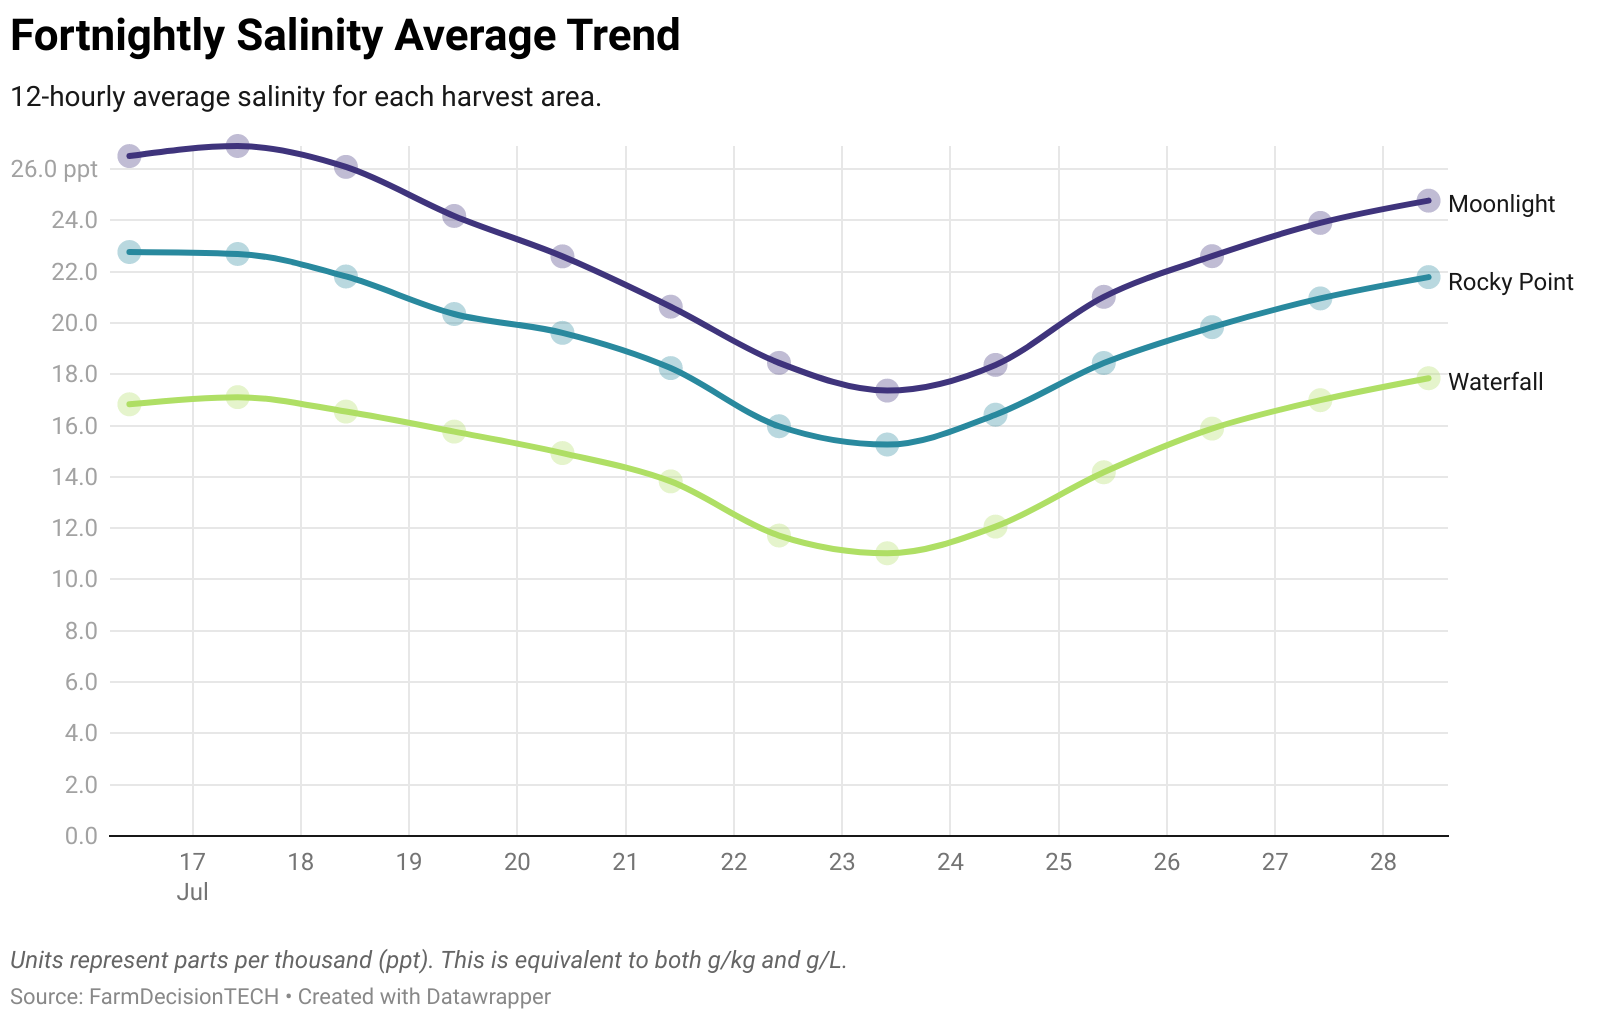 Fortnightly Salinity Average Trend
12-hourly average salinity for each harvest area.
26.0 ppt
24.0
22.0
20.0
18.0
16.0
14.0
12.0
10.0
8.0
6.0
4.0
2.0
0.0
Moonlight
Rocky Point
Waterfall
17 18 19 20 21 22 23 24 25 26 27 28
Jul
Units represent parts per thousand (ppt). This is equivalent to both g/kg and g/L.
Source: FarmDecisionTECH • Created with Datawrapper